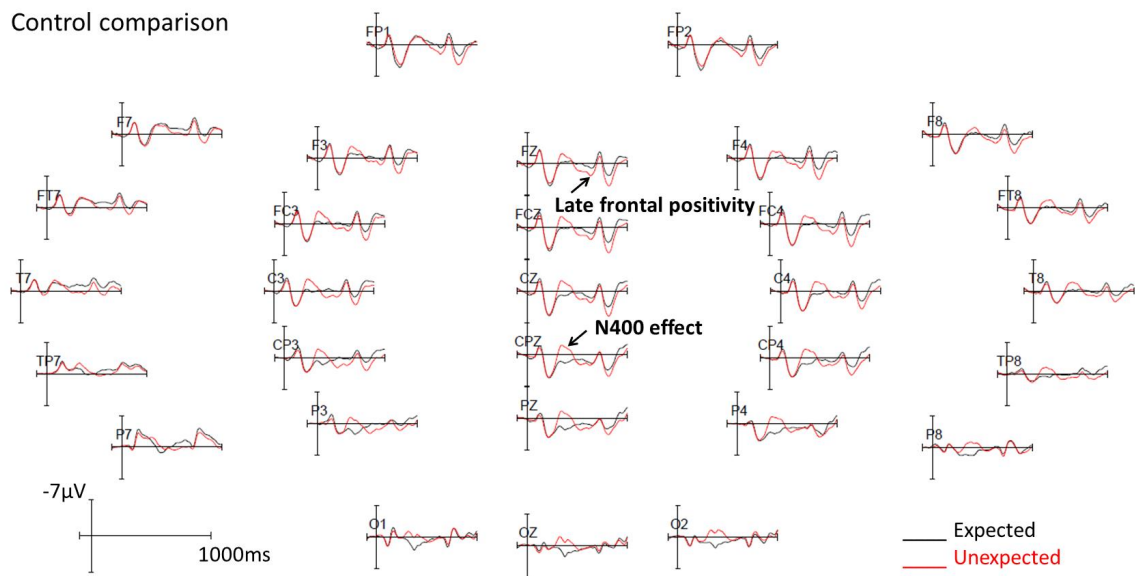 Control comparison
FP1
FP2
F7
F3
FZ
F4
F8
FT7
FC3
FCZ
FC4
FT8
Late frontal positivity
T7
C3
CZ
C4
T8
N400 effect
TP7
CP3
CPZ
CP4
TP8
P7
P3
PZ
P4
P8
-7µV
1000ms
O1
OZ
O2
Expected
Unexpected